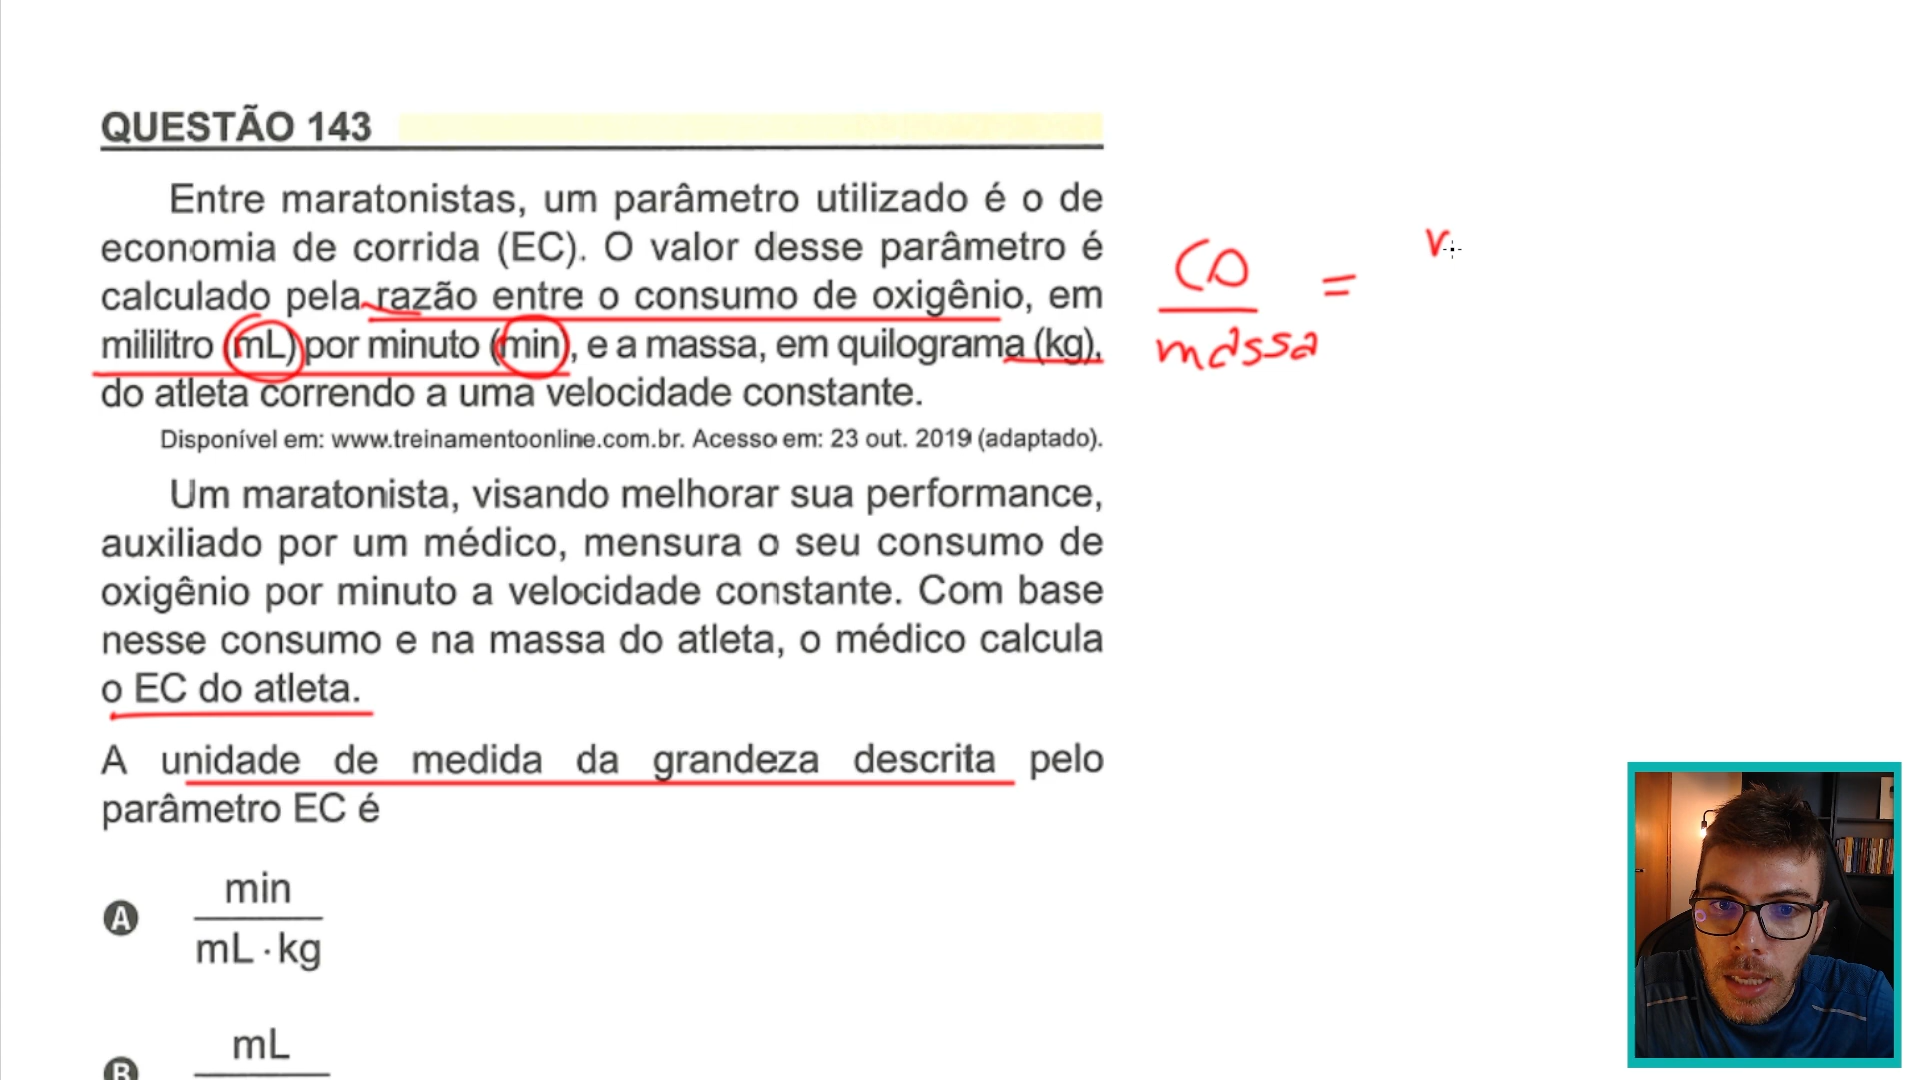 QUESTÃO 143
Entre maratonistas, um parâmetro utilizado é o de
economia de corrida (EC). O valor desse parâmetro é
calculado pela razão entre o consumo de oxigênio, em
mililitro (mL) por minuto (min), e a massa, em quilograma (kg),
do atleta correndo a uma velocidade constante.
Disponível em: www.treinamentoonline.com.br. Acesso em: 23 out. 2019 (adaptado).
Um maratonista, visando melhorar sua performance,
auxiliado por um médico, mensura o seu consumo de
oxigênio por minuto a velocidade constante. Com base
nesse consumo e na massa do atleta, o médico calcula
o EC do atleta.
A unidade de medida da grandeza descrita pelo
parâmetro EC é
A
min
mL · kg
B
mL
CO
massa
=